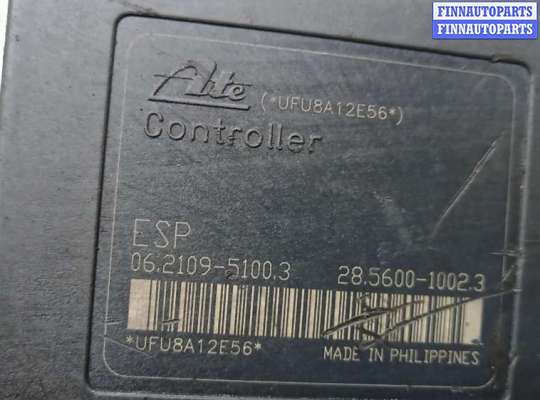 FINNAUTOPARTS
FINNAUTOPARTS
Ate (*UFU8A12E56*)
Controller
ESP
06.2109-5100.3 28.5600-1002.3
*UFU8A12E56* MADE IN PHILIPPINES